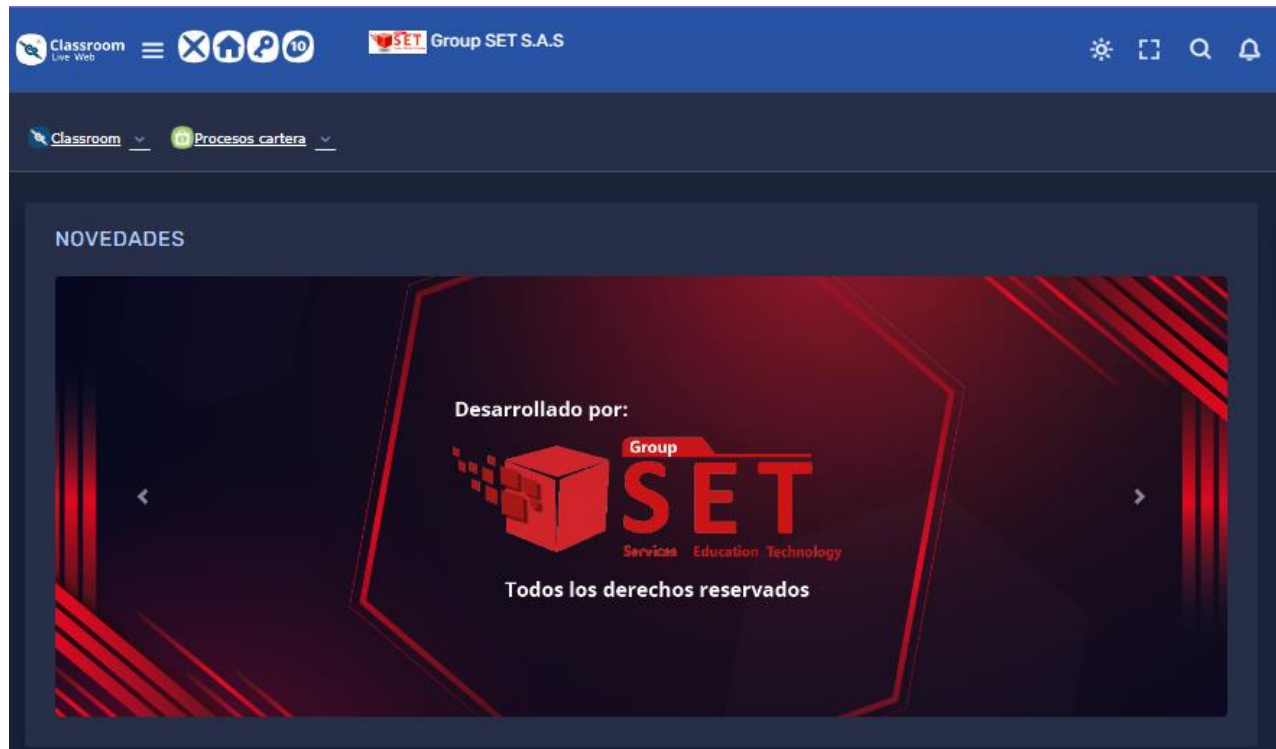 Classroom
Live Web
10
SET Group SET S.A.S
Classroom
Procesos cartera
NOVEDADES
Desarrollado por:
Group
SET
Services Education Technology
Todos los derechos reservados